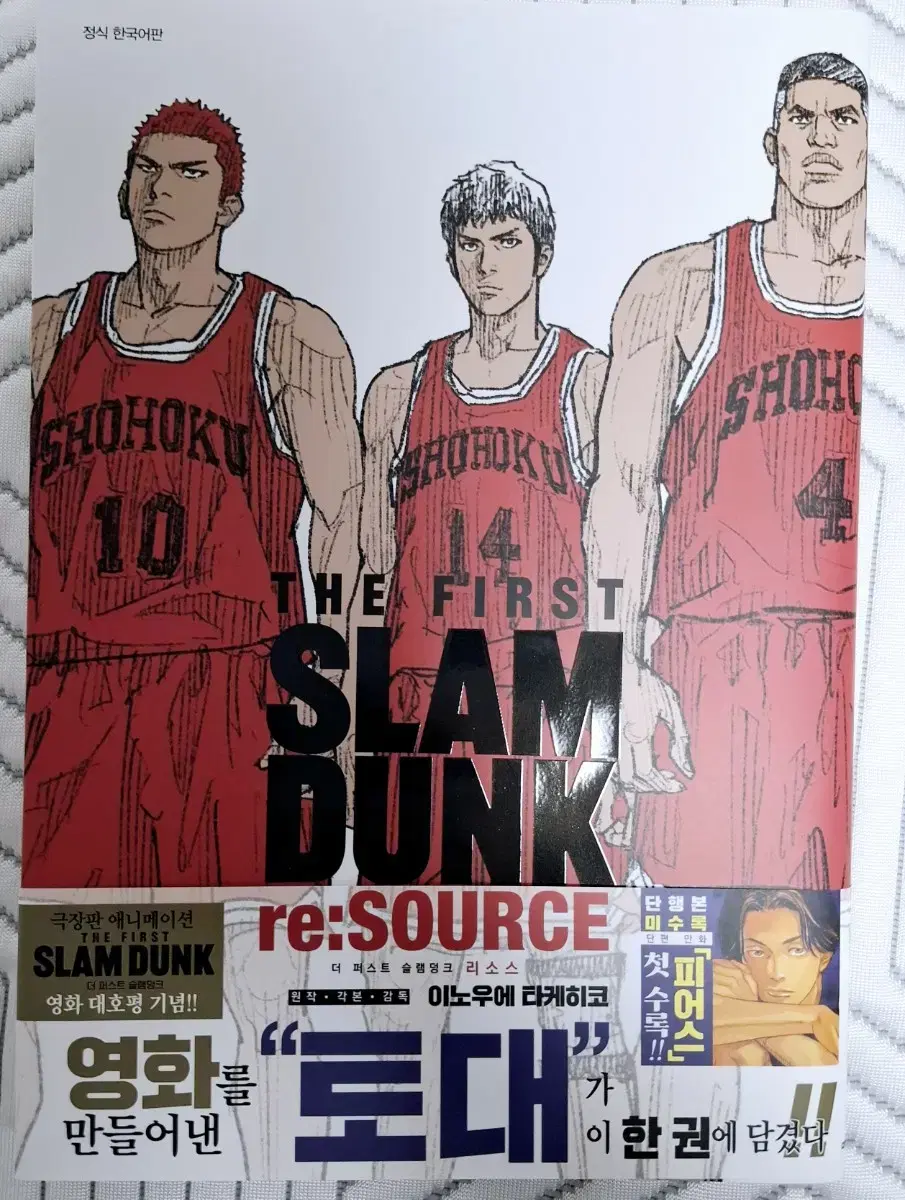 정식 한국어판
SHOHOKU
10
SHOHOKU
14
SHOHO
4
THE FIRST
SLAM
DUNK
re:SOURCE
더 퍼스트 슬램덩크 리소스
원작·각본·감독 이노우에 타케히코
극장판 애니메이션
THE FIRST
SLAM DUNK
더 퍼스트 슬램덩크
영화 대호평 기념!!
단행본
미수록
단편 만화
「피어스」
첫 수록!!
영화를
만들어낸
“토대”가
이 한 권에 담겼다!!